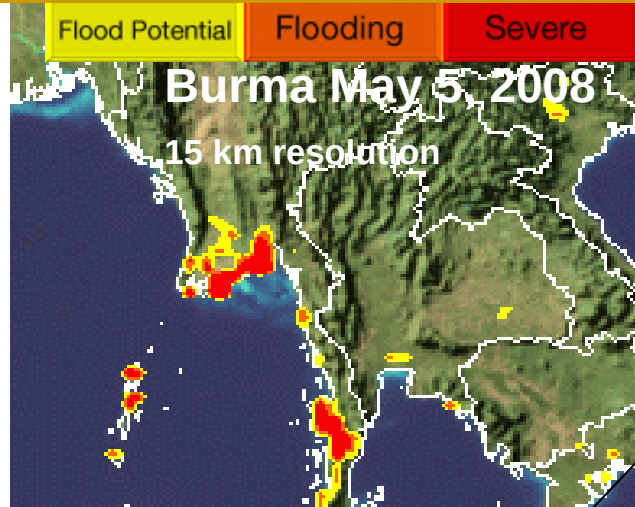 Flood Potential Flooding Severe
Burma May 5, 2008
15 km resolution